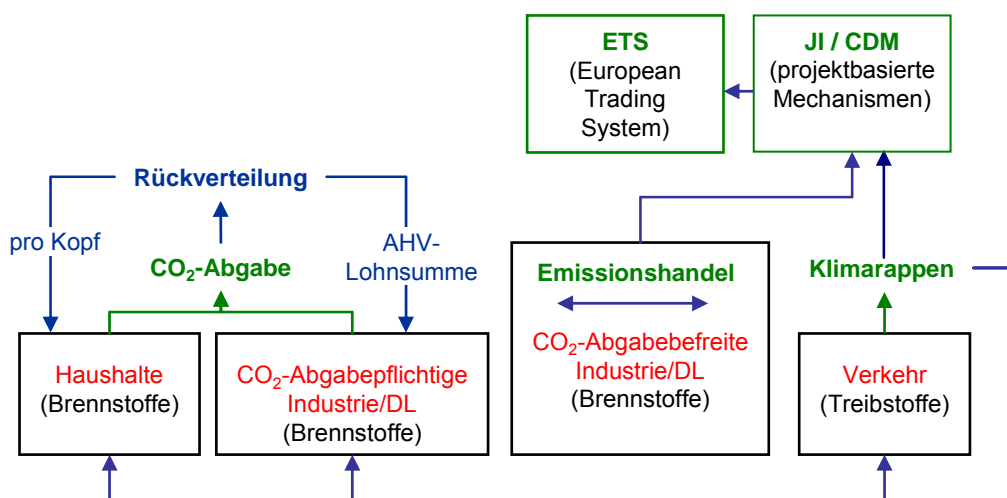 ETS
(European
Trading
System)
JI / CDM
(projektbasierte
Mechanismen)
Rückverteilung
pro Kopf
AHV-
Lohnsumme
CO₂-Abgabe
Emissionshandel
Klimarappen
Haushalte
(Brennstoffe)
CO₂-Abgabepflichtige
Industrie/DL
(Brennstoffe)
CO₂-Abgabebefreite
Industrie/DL
(Brennstoffe)
Verkehr
(Treibstoffe)